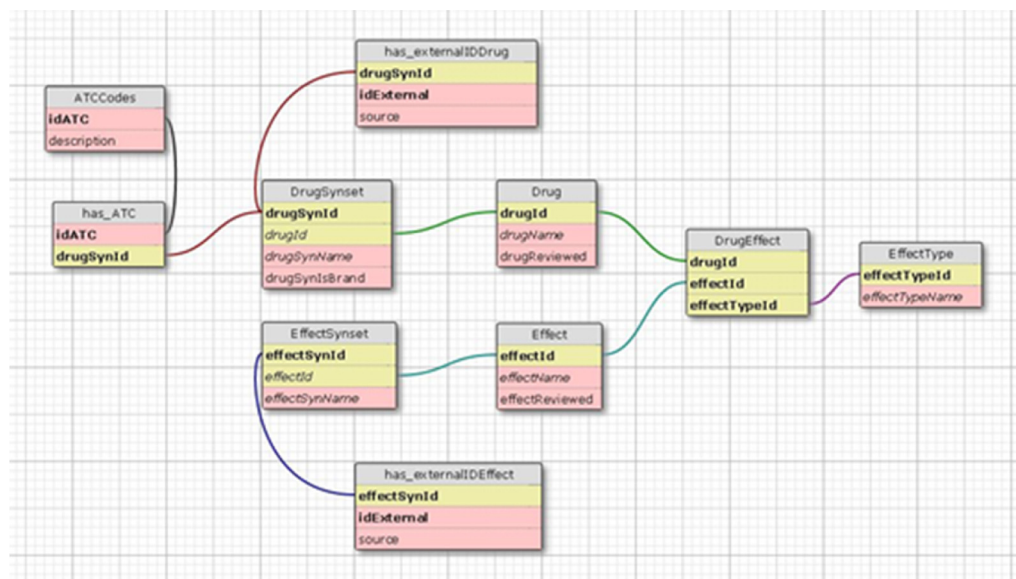 has_externalIDDrug
drugSynId
idExternal
source
ATCCodes
idATC
description
has_ATC
idATC
drugSynId
DrugSynset
drugSynId
drugId
drugSynName
drugSynIsBrand
Drug
drugId
drugName
drugReviewed
DrugEffect
drugId
effectId
effectTypeId
EffectType
effectTypeId
effectTypeName
EffectSynset
effectSynId
effectId
effectSynName
Effect
effectId
effectName
effectReviewed
has_externalIDEffect
effectSynId
idExternal
source